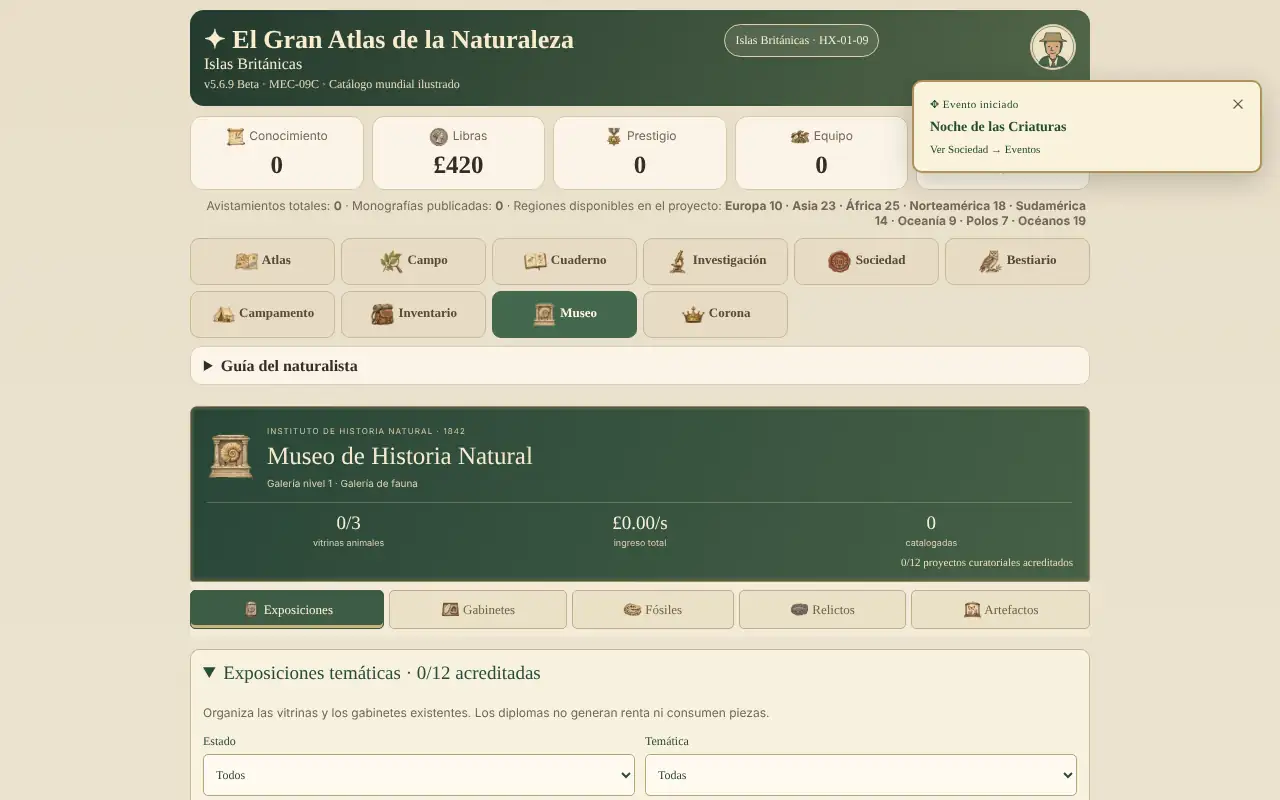 ✦ El Gran Atlas de la Naturaleza
Islas Británicas
v5.6.9 Beta · MEC-09C · Catálogo mundial ilustrado
Islas Británicas · HX-01-09
✥ Evento iniciado
Noche de las Criaturas
Ver Sociedad → Eventos
Conocimiento
0
Libras
£420
Prestigio
0
Equipo
0
Avistamientos totales: 0 · Monografías publicadas: 0 · Regiones disponibles en el proyecto: Europa 10 · Asia 23 · África 25 · Norteamérica 18 · Sudamérica
14 · Oceanía 9 · Polos 7 · Océanos 19
Atlas
Campo
Cuaderno
Investigación
Sociedad
Bestiario
Campamento
Inventario
Museo
Corona
Guía del naturalista
INSTITUTO DE HISTORIA NATURAL · 1842
Museo de Historia Natural
Galería nivel 1 · Galería de fauna
0/3
vitrinas animales
£0.00/s
ingreso total
0
catalogadas
0/12 proyectos curatoriales acreditados
Exposiciones
Gabinetes
Fósiles
Relictos
Artefactos
Exposiciones temáticas · 0/12 acreditadas
Organiza las vitrinas y los gabinetes existentes. Los diplomas no generan renta ni consumen piezas.
Estado
Todos
Temática
Todas